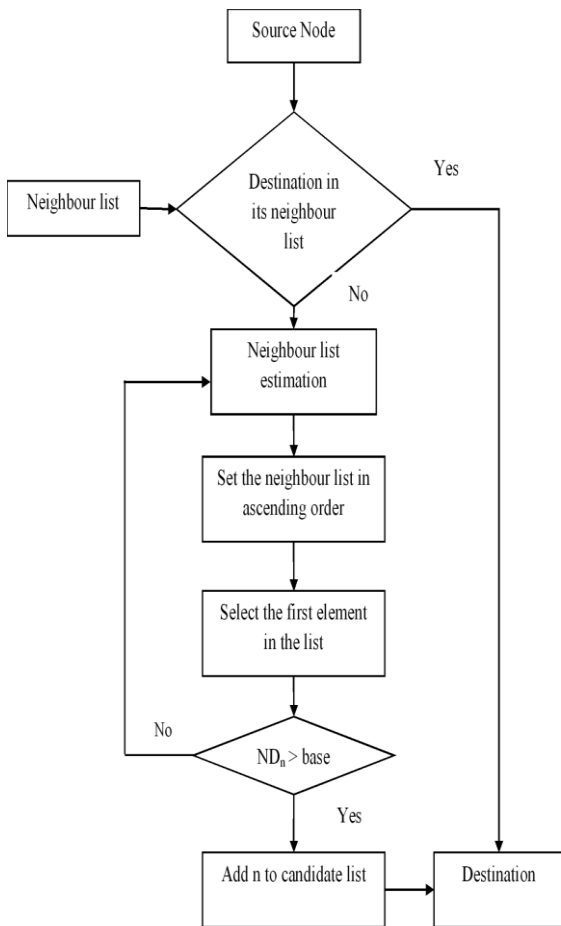 Source Node
Yes
Destination in
its neighbour
list
Neighbour list
No
Neighbour list
estimation
Set the neighbour list in
ascending order
Select the first element
in the list
No
NDn > base
Yes
Add n to candidate list
Destination